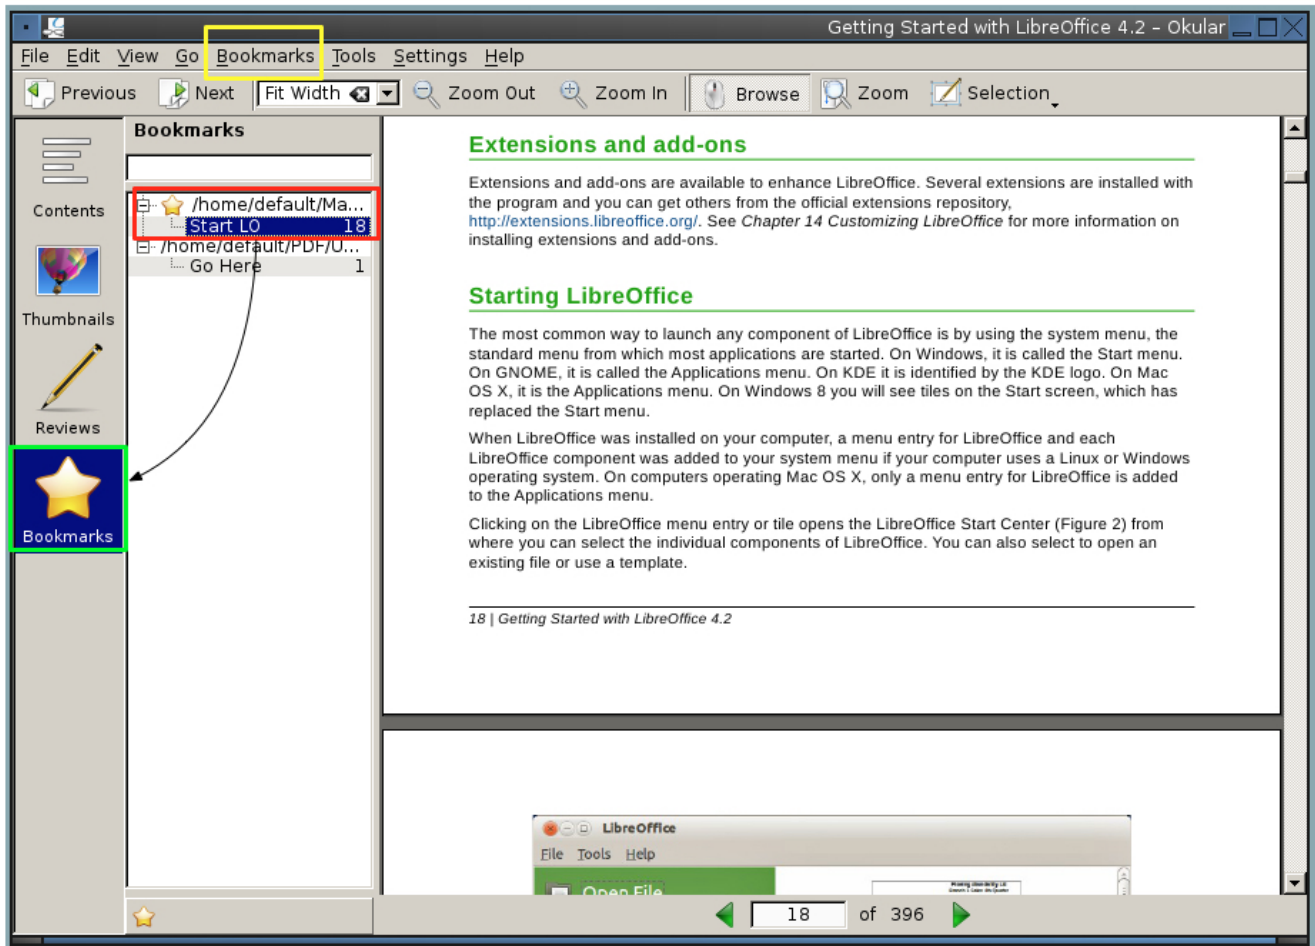 Getting Started with LibreOffice 4.2 – Okular
File Edit View Go Bookmarks Tools Settings Help
Previous Next Fit Width Zoom Out Zoom In Browse Zoom Selection
Contents
Thumbnails
Reviews
Bookmarks
Bookmarks
/home/default/Ma...
Start LO 18
/home/default/PDF/0...
Go Here 1
Extensions and add-ons
Extensions and add-ons are available to enhance LibreOffice. Several extensions are installed with
the program and you can get others from the official extensions repository,
http://extensions.libreoffice.org/. See Chapter 14 Customizing LibreOffice for more information on
installing extensions and add-ons.
Starting LibreOffice
The most common way to launch any component of LibreOffice is by using the system menu, the
standard menu from which most applications are started. On Windows, it is called the Start menu.
On GNOME, it is called the Applications menu. On KDE it is identified by the KDE logo. On Mac
OS X, it is the Applications menu. On Windows 8 you will see tiles on the Start screen, which has
replaced the Start menu.
When LibreOffice was installed on your computer, a menu entry for LibreOffice and each
LibreOffice component was added to your system menu if your computer uses a Linux or Windows
operating system. On computers operating Mac OS X, only a menu entry for LibreOffice is added
to the Applications menu.
Clicking on the LibreOffice menu entry or tile opens the LibreOffice Start Center (Figure 2) from
where you can select the individual components of LibreOffice. You can also select to open an
existing file or use a template.
18 | Getting Started with LibreOffice 4.2
LibreOffice
File Tools Help
Open File
18 of 396